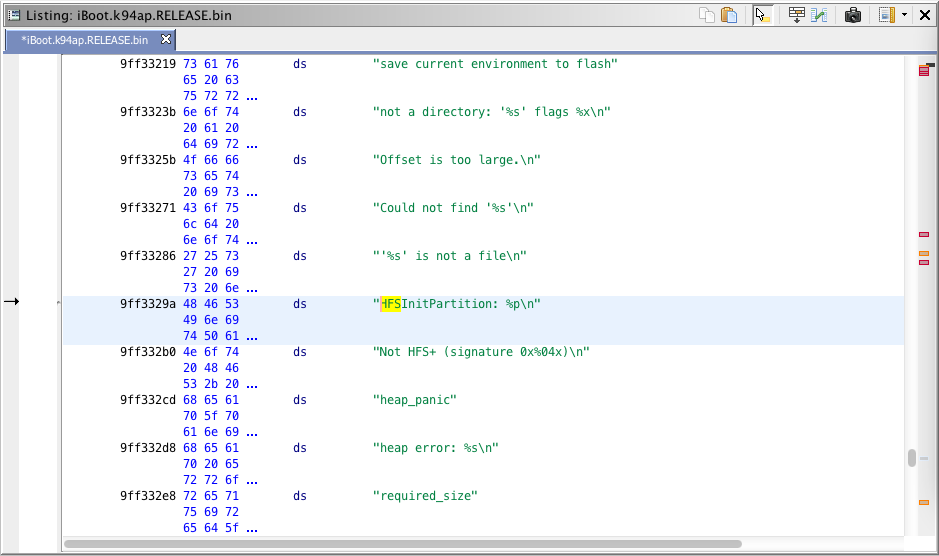 Listing: iBoot.k94ap.RELEASE.bin
*iBoot.k94ap.RELEASE.bin
9ff33219 73 61 76 ds "save current environment to flash"
65 20 63
75 72 72 ...
9ff3323b 6e 6f 74 ds "not a directory: '%s' flags %x\n"
20 61 20
64 69 72 ...
9ff3325b 4f 66 66 ds "Offset is too large.\n"
73 65 74
20 69 73 ...
9ff33271 43 6f 75 ds "Could not find '%s'\n"
6c 64 20
6e 6f 74 ...
9ff33286 27 25 73 ds "'%s' is not a file\n"
27 20 69
73 20 6e ...
9ff3329a 48 46 53 ds "HFSInitPartition: %p\n"
49 6e 69
74 50 61 ...
9ff332b0 4e 6f 74 ds "Not HFS+ (signature 0x%04x)\n"
20 48 46
53 2b 20 ...
9ff332cd 68 65 61 ds "heap_panic"
70 5f 70
61 6e 69 ...
9ff332d8 68 65 61 ds "heap error: %s\n"
70 20 65
72 72 6f ...
9ff332e8 72 65 71 ds "required_size"
75 69 72
65 64 5f ...